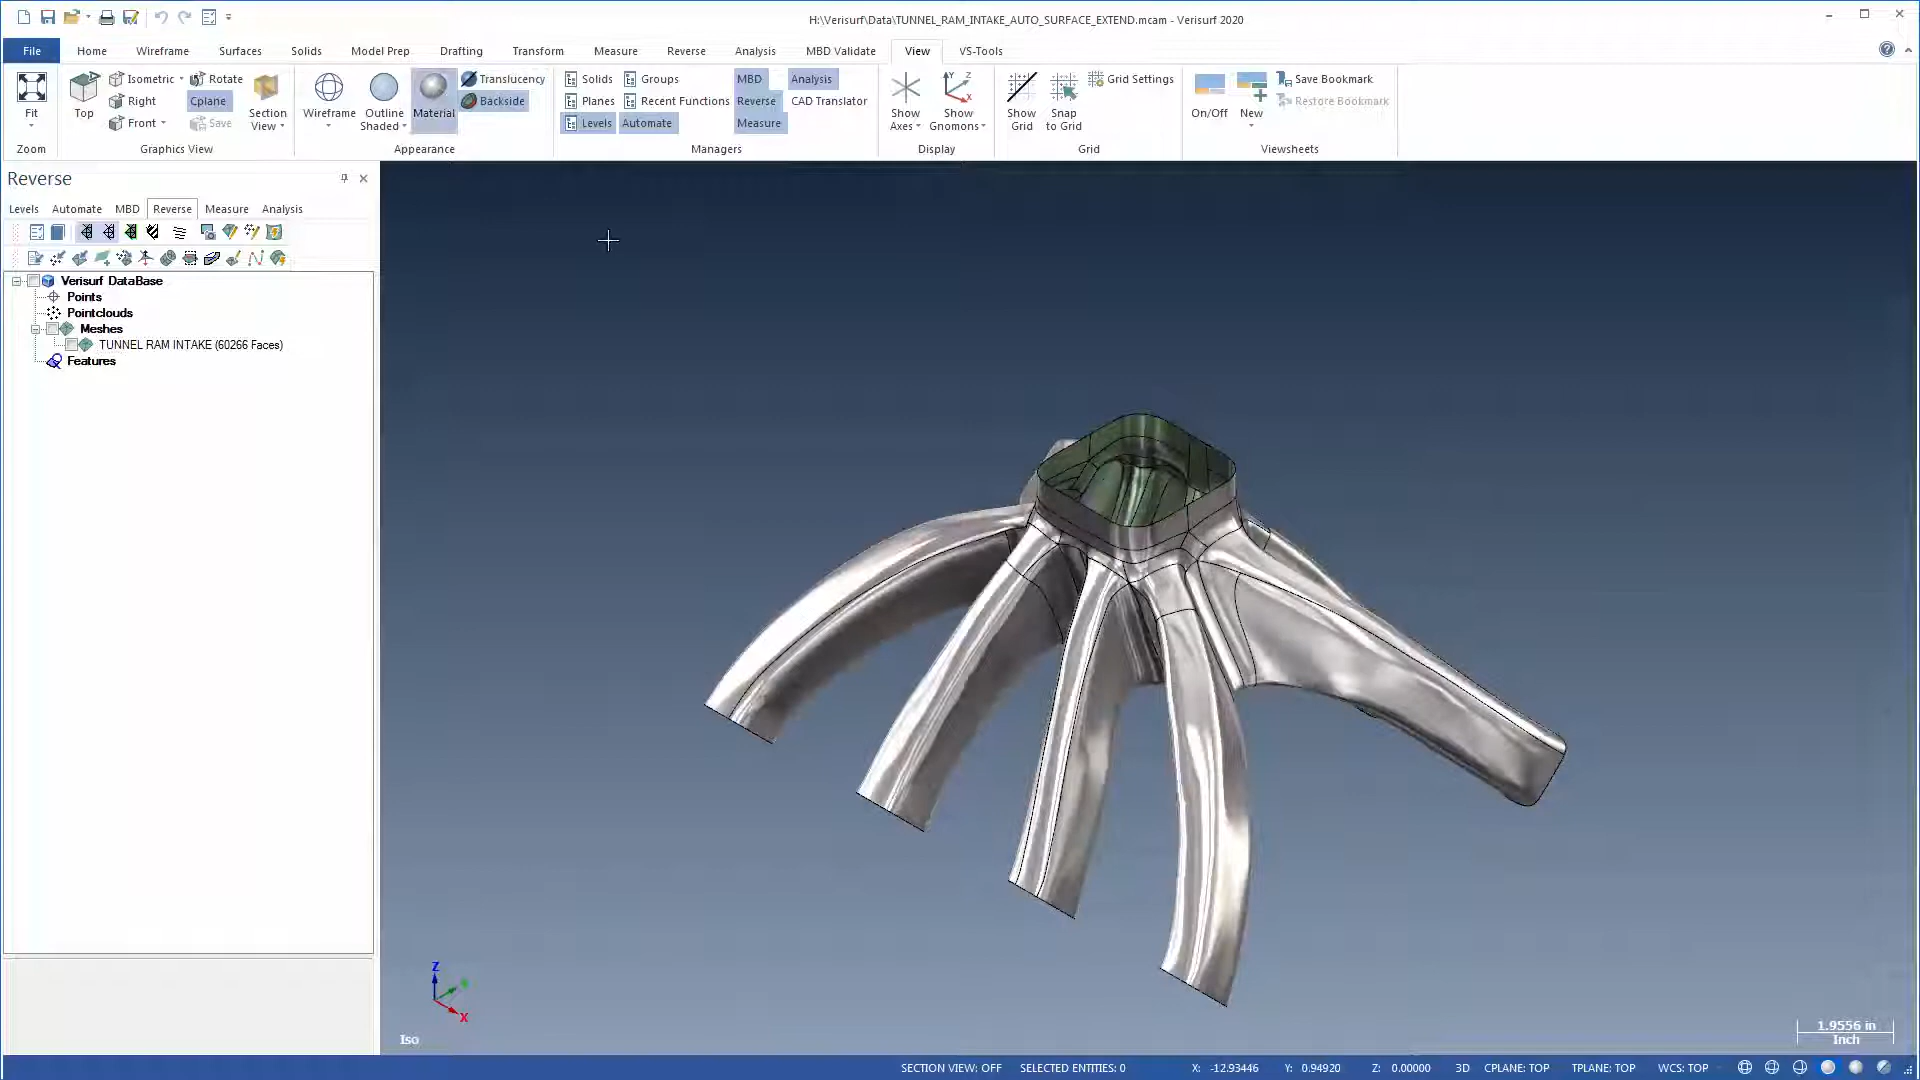 H:\Verisurf\Data\TUNNEL_RAM_INTAKE_AUTO_SURFACE_EXTEND.mcam - Verisurf 2020
File Home Wireframe Surfaces Solids Model Prep Drafting Transform Measure Reverse Analysis MBD Validate View VS-Tools
Isometric Rotate Translucency Solids Groups MBD Analysis Grid Settings Save Bookmark
Right Cplane Backside Planes Recent Functions Reverse CAD Translator Restore Bookmark
Fit Top Section View Wireframe Outline Shaded Material Show Axes Show Gnomons Show Grid Snap to Grid On/Off New
Front Save Levels Automate Measure
Zoom Graphics View Appearance Managers Display Grid Viewsheets
Reverse
Levels Automate MBD Reverse Measure Analysis
Verisurf DataBase
Points
Pointclouds
Meshes
TUNNEL RAM INTAKE (60266 Faces)
Features
Z
X
Iso
1.9556 in
Inch
SECTION VIEW: OFF SELECTED ENTITIES: 0 X: -12.93446 Y: 0.94920 Z: 0.00000 3D CPLANE: TOP TPLANE: TOP WCS: TOP